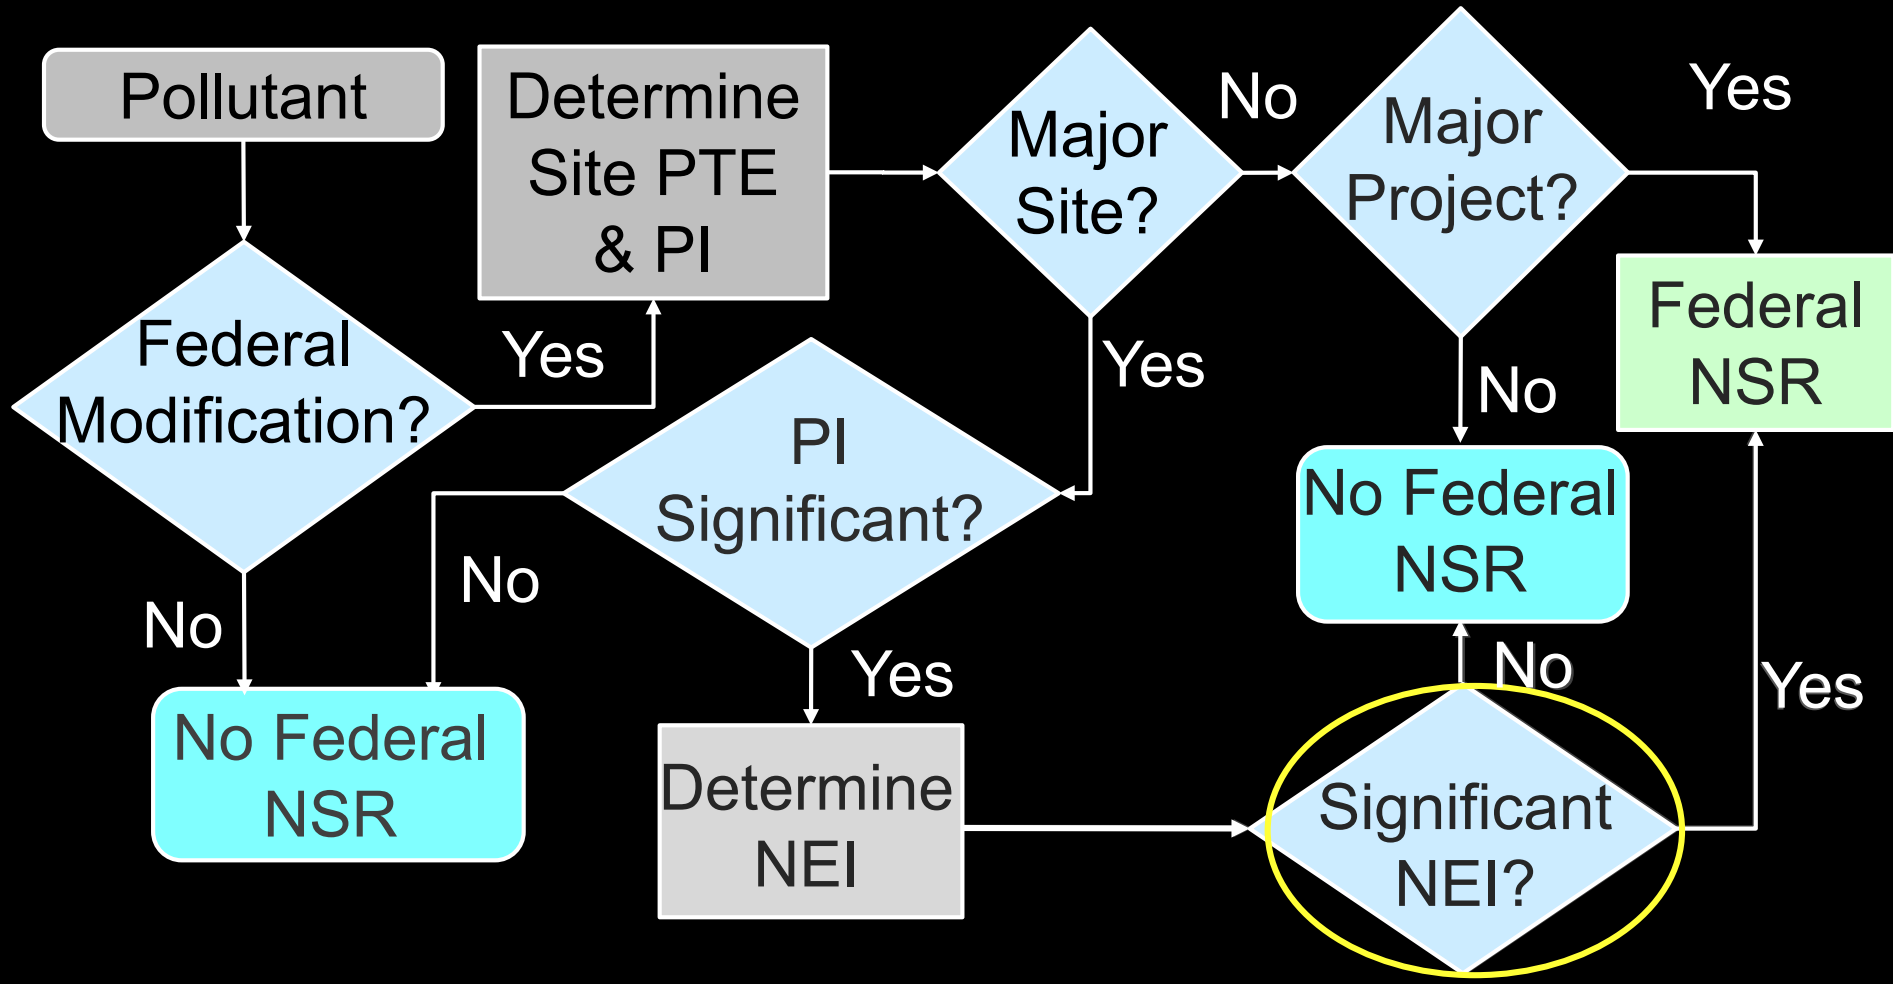 Pollutant
Federal
Modification?
No
Yes
Determine
Site PTE
& PI
Major
Site?
No
Yes
Major
Project?
Yes
No
Federal
NSR
PI
Significant?
No
Yes
No Federal
NSR
Determine
NEI
Significant
NEI?
No
Yes
No Federal
NSR